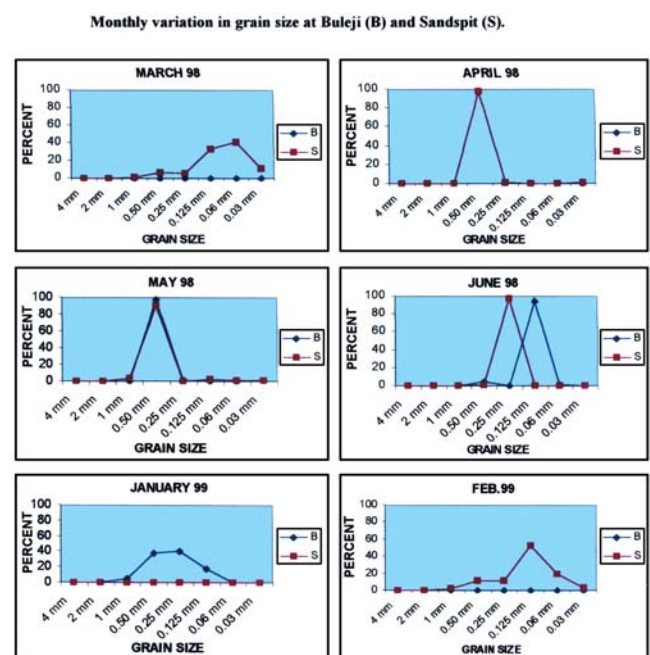 Monthly variation in grain size at Buleji (B) and Sandspit (S).
MARCH 98
PERCENT
100
80
60
40
20
0
4 mm
2 mm
1 mm
0.50 mm
0.25 mm
0.125 mm
0.06 mm
0.03 mm
GRAIN SIZE
B
S
APRIL 98
PERCENT
100
80
60
40
20
0
4 mm
2 mm
1 mm
0.50 mm
0.25 mm
0.125 mm
0.06 mm
0.03 mm
GRAIN SIZE
B
S
MAY 98
PERCENT
100
80
60
40
20
0
4 mm
2 mm
1 mm
0.50 mm
0.25 mm
0.125 mm
0.06 mm
0.03 mm
GRAIN SIZE
B
S
JUNE 98
PERCENT
100
80
60
40
20
0
4 mm
2 mm
1 mm
0.50 mm
0.25 mm
0.125 mm
0.06 mm
0.03 mm
GRAIN SIZE
B
S
JANUARY 99
PERCENT
100
80
60
40
20
0
4 mm
2 mm
1 mm
0.50 mm
0.25 mm
0.125 mm
0.06 mm
0.03 mm
GRAIN SIZE
B
S
FEB.99
PERCENT
100
80
60
40
20
0
4 mm
2 mm
1 mm
0.50 mm
0.25 mm
0.125 mm
0.06 mm
0.03 mm
GRAIN SIZE
B
S